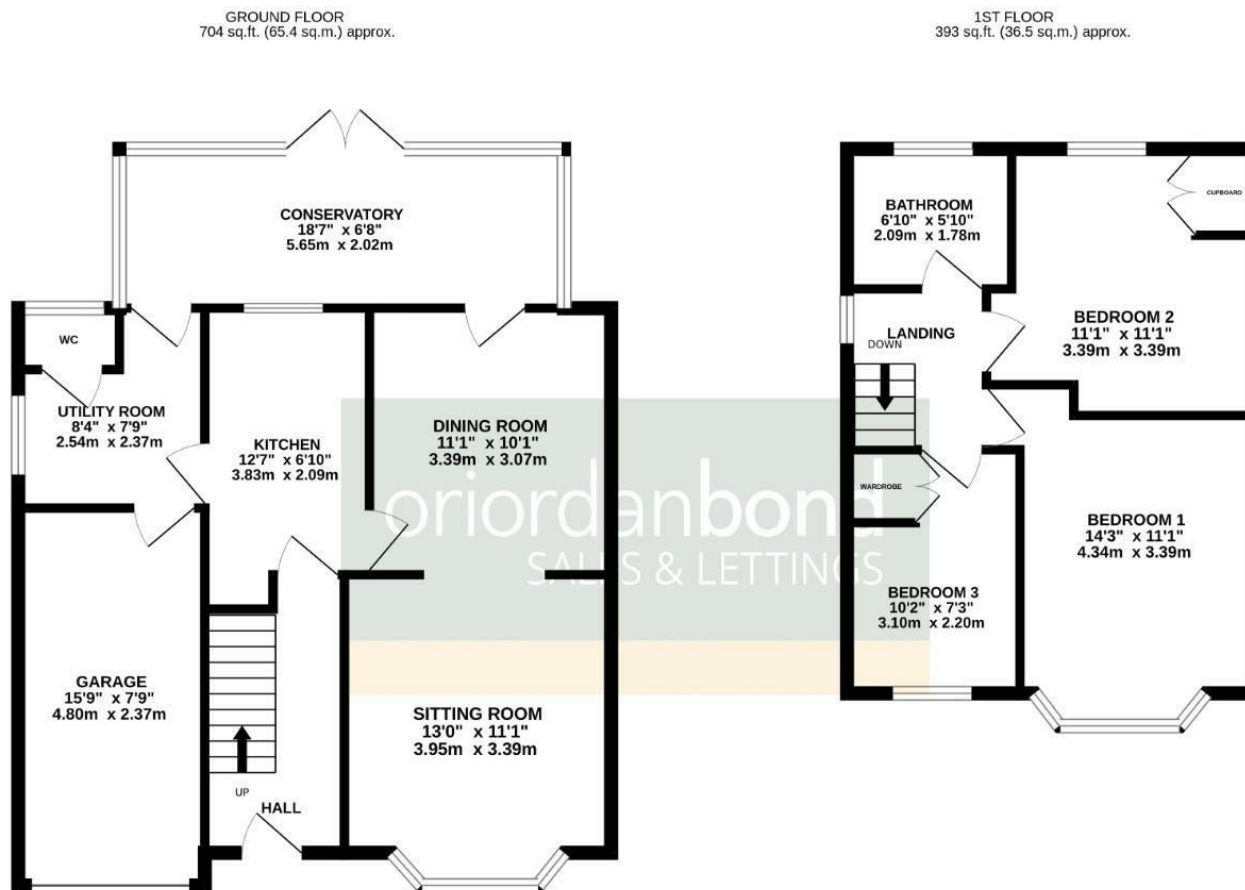 GROUND FLOOR
704 sq.ft. (65.4 sq.m.) approx.
1ST FLOOR
393 sq.ft. (36.5 sq.m.) approx.
CONSERVATORY
18'7" x 6'8"
5.65m x 2.02m
WC
UTILITY ROOM
8'4" x 7'9"
2.54m x 2.37m
KITCHEN
12'7" x 6'10"
3.83m x 2.09m
DINING ROOM
11'1" x 10'1"
3.39m x 3.07m
GARAGE
15'9" x 7'9"
4.80m x 2.37m
SITTING ROOM
13'0" x 11'1"
3.95m x 3.39m
UP
HALL
oriordanbond
SALES & LETTINGS
BATHROOM
6'10" x 5'10"
2.09m x 1.78m
CUPBOARD
LANDING
DOWN
BEDROOM 2
11'1" x 11'1"
3.39m x 3.39m
WARDROBE
BEDROOM 1
14'3" x 11'1"
4.34m x 3.39m
BEDROOM 3
10'2" x 7'3"
3.10m x 2.20m